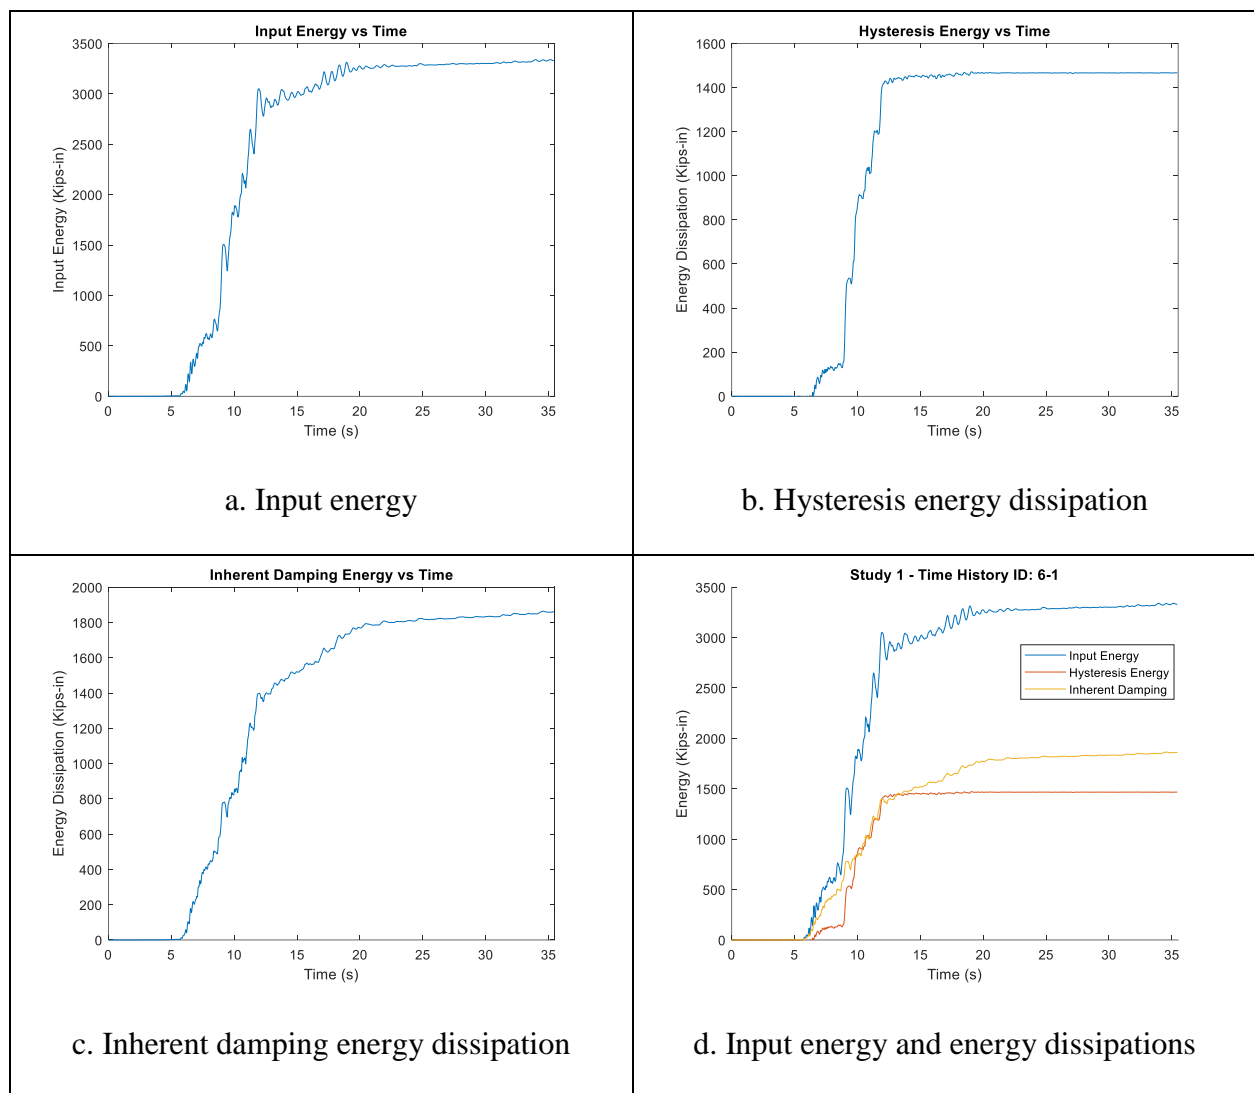 Input Energy vs Time
3500
3000
2500
2000
1500
1000
500
0
Input Energy (Kips-in)
0 5 10 15 20 25 30 35
Time (s)
a. Input energy
Hysteresis Energy vs Time
1600
1400
1200
1000
800
600
400
200
0
Energy Dissipation (Kips-in)
0 5 10 15 20 25 30 35
Time (s)
b. Hysteresis energy dissipation
Inherent Damping Energy vs Time
2000
1800
1600
1400
1200
1000
800
600
400
200
0
Energy Dissipation (Kips-in)
0 5 10 15 20 25 30 35
Time (s)
c. Inherent damping energy dissipation
Study 1 - Time History ID: 6-1
3500
3000
2500
2000
1500
1000
500
0
Energy (Kips-in)
Input Energy
Hysteresis Energy
Inherent Damping
0 5 10 15 20 25 30 35
Time (s)
d. Input energy and energy dissipations